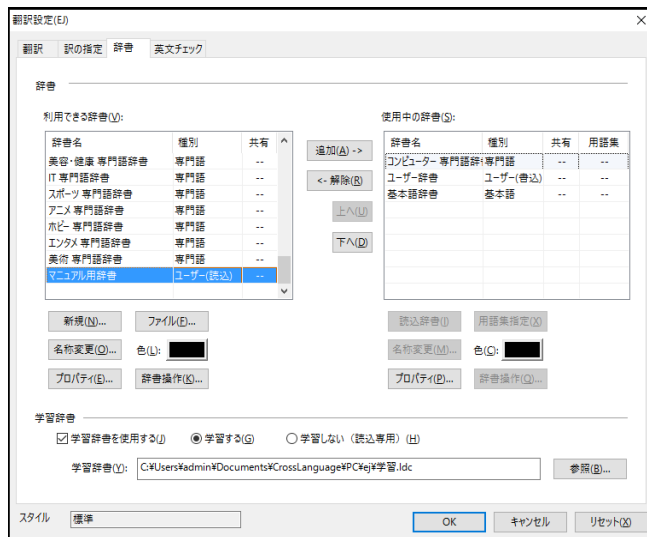 翻訳設定(EJ)
翻訳 訳の指定 辞書 英文チェック
辞書
利用できる辞書(V):
辞書名 種別 共有
美容・健康 専門語辞書 専門語 --
IT 専門語辞書 専門語 --
スポーツ 専門語辞書 専門語 --
アニメ 専門語辞書 専門語 --
ホビー 専門語辞書 専門語 --
エンタメ 専門語辞書 専門語 --
美術 専門語辞書 専門語 --
マニュアル用辞書 ユーザー(読込) --
追加(A) ->
<- 解除(R)
上へ(U)
下へ(D)
使用中の辞書(S):
辞書名 種別 共有 用語集
コンピューター 専門語辞 専門語 -- --
ユーザー辞書 ユーザー(書込) -- --
基本語辞書 基本語 -- --
新規(N)... ファイル(F)...
名称変更(O)... 色(L):
プロパティ(E)... 辞書操作(K)...
読込辞書(I) 用語集指定(X)
名称変更(M)... 色(C):
プロパティ(P)... 辞書操作(Q)...
学習辞書
学習辞書を使用する(J) 学習する(G) 学習しない（読込専用）(H)
学習辞書(Y): C:¥Users¥admin¥Documents¥CrossLanguage¥PC¥ej¥学習.ldc 参照(B)...
スタイル 標準 OK キャンセル リセット(X)